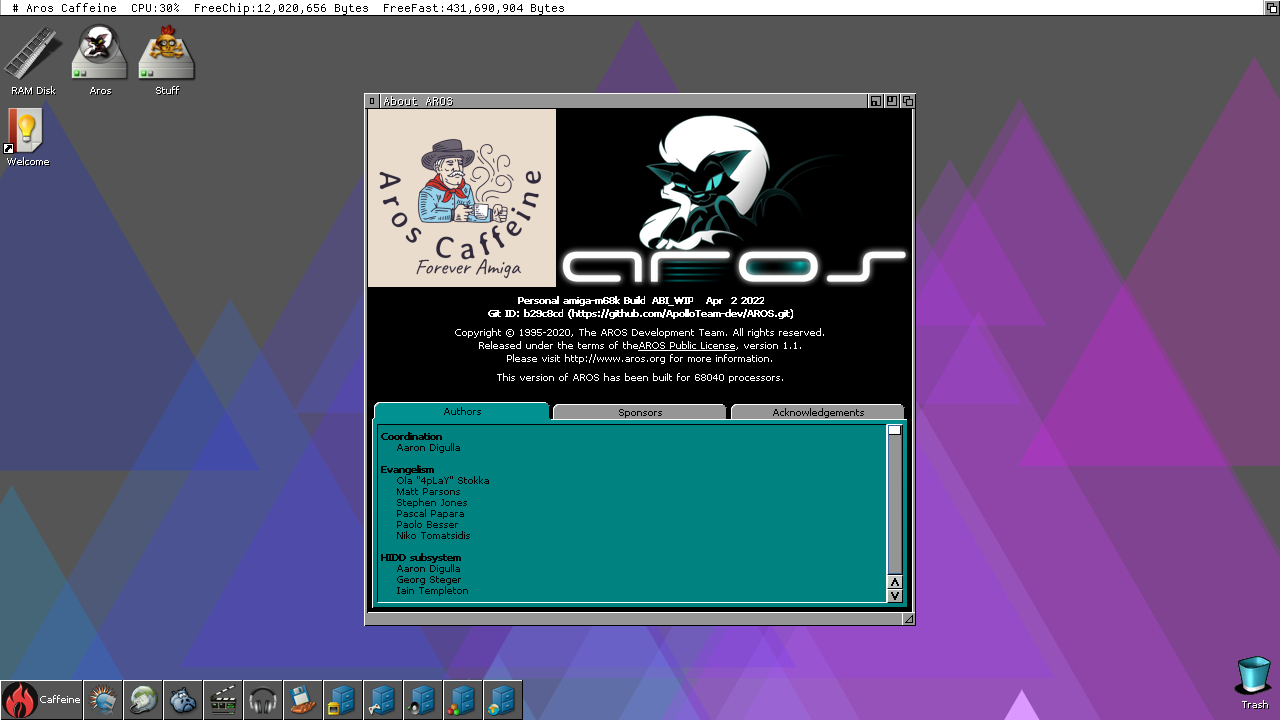 # Aros Caffeine  CPU:30%  FreeChip:12,020,656 Bytes  FreeFast:431,690,904 Bytes
RAM Disk
Aros
Stuff
Welcome
About AROS
Aros Caffeine
Forever Amiga
aros
Personal amiga-m68k Build  ABI_WIP  Apr  2 2022
Git ID: b29c8cd (https://github.com/ApolloTeam-dev/AROS.git)
Copyright © 1995-2020, The AROS Development Team. All rights reserved.
Released under the terms of theAROS Public License, version 1.1.
Please visit http://www.aros.org for more information.
This version of AROS has been built for 68040 processors.
Authors
Sponsors
Acknowledgements
Coordination
Aaron Digulla
Evangelism
Ola "4pLaY" Stokka
Matt Parsons
Stephen Jones
Pascal Papara
Paolo Besser
Niko Tomatsidis
HIDD subsystem
Aaron Digulla
Georg Steger
Iain Templeton
Caffeine
Trash